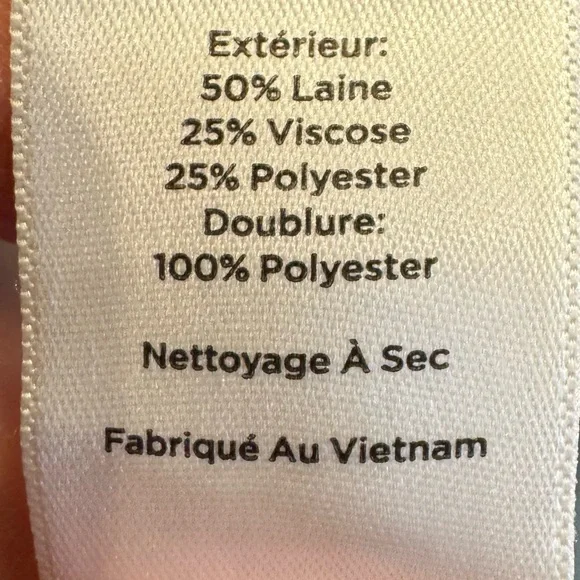 Extérieur:
50% Laine
25% Viscose
25% Polyester
Doublure:
100% Polyester
Nettoyage À Sec
Fabriqué Au Vietnam